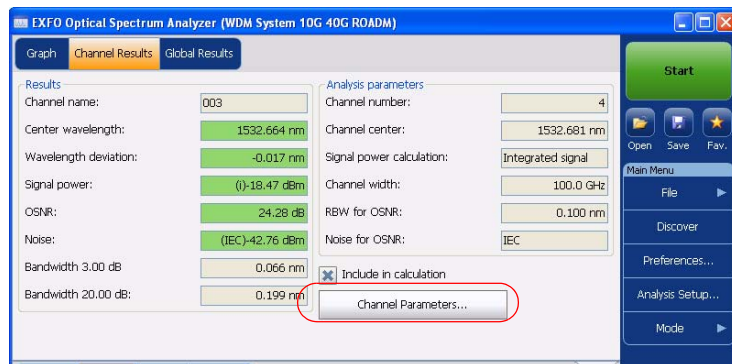 EXFO Optical Spectrum Analyzer (WDM System 10G 40G ROADM)
Graph Channel Results Global Results
Results
Channel name: 003
Center wavelength: 1532.664 nm
Wavelength deviation: -0.017 nm
Signal power: (i)-18.47 dBm
OSNR: 24.28 dB
Noise: (IEC)-42.76 dBm
Bandwidth 3.00 dB 0.066 nm
Bandwidth 20.00 dB: 0.199 nm
Analysis parameters
Channel number: 4
Channel center: 1532.681 nm
Signal power calculation: Integrated signal
Channel width: 100.0 GHz
RBW for OSNR: 0.100 nm
Noise for OSNR: IEC
Include in calculation
Channel Parameters...
Start
Open Save Fav.
Main Menu
File
Discover
Preferences...
Analysis Setup...
Mode